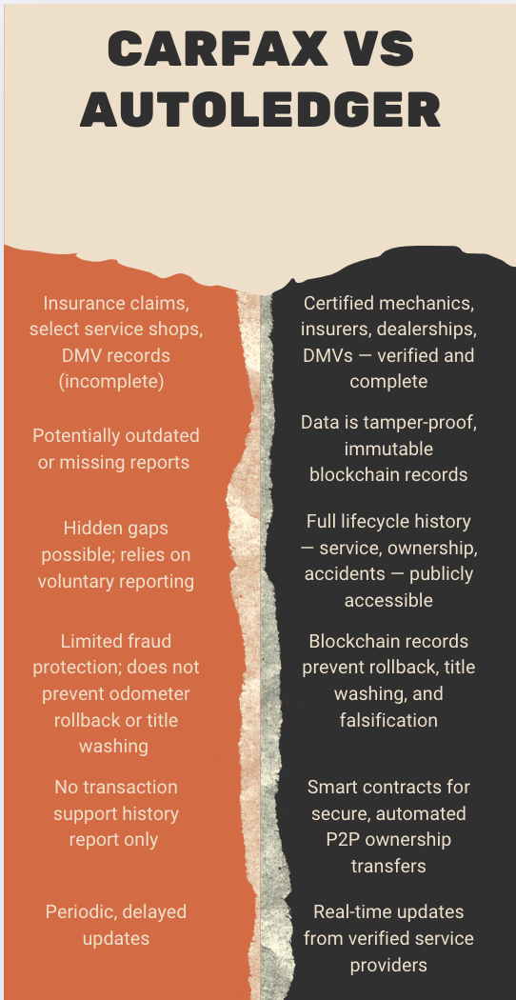 CARFAX VS
AUTOLEDGER
Insurance claims,
select service shops,
DMV records
(incomplete)
Certified mechanics,
insurers, dealerships,
DMVs — verified and
complete
Potentially outdated
or missing reports
Data is tamper-proof,
immutable
blockchain records
Hidden gaps
possible; relies on
voluntary reporting
Full lifecycle history
— service, ownership,
accidents — publicly
accessible
Limited fraud
protection; does not
prevent odometer
rollback or title
washing
Blockchain records
prevent rollback, title
washing, and
falsification
No transaction
support history
report only
Smart contracts for
secure, automated
P2P ownership
transfers
Periodic, delayed
updates
Real-time updates
from verified service
providers